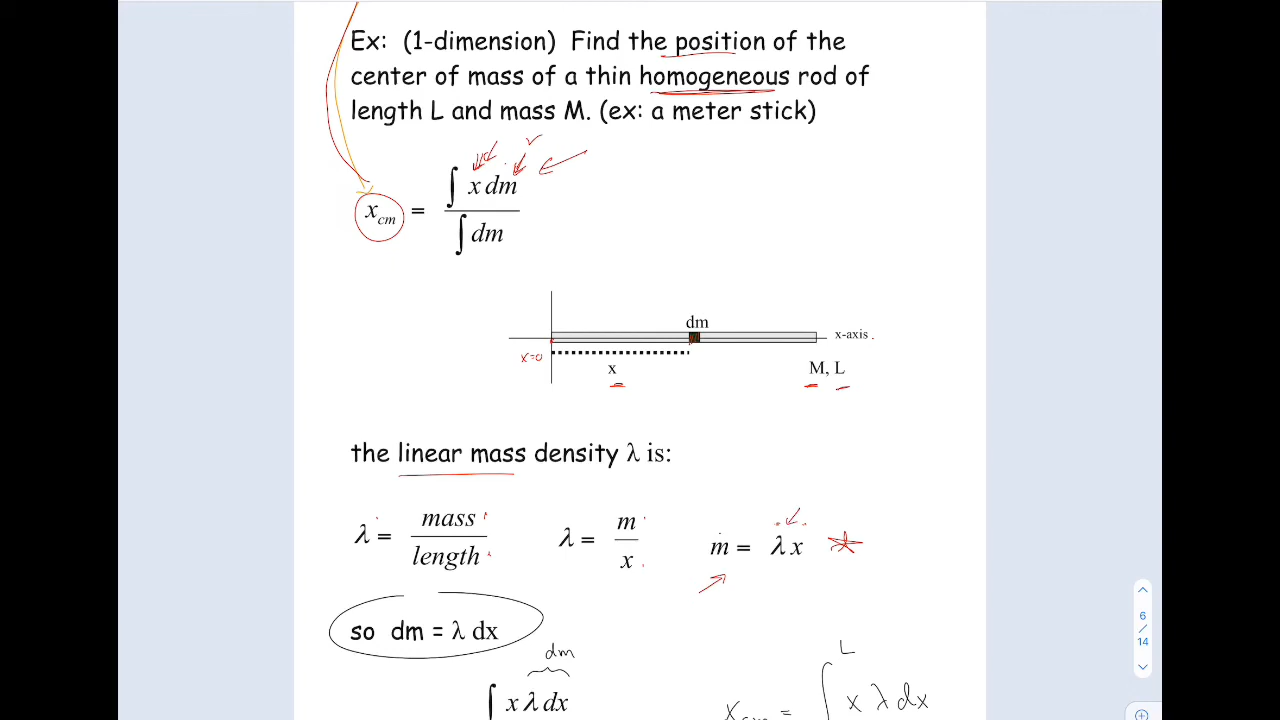 Ex: (1-dimension) Find the position of the
center of mass of a thin homogeneous rod of
length L and mass M. (ex: a meter stick)
x_cm = ∫ x dm / ∫ dm
dm
x-axis
x=0
x
M, L
the linear mass density λ is:
λ = mass / length λ = m / x m = λ x
so dm = λ dx
dm
L
∫ x λ dx
x_cm = ∫ x λ dx
6
/
14